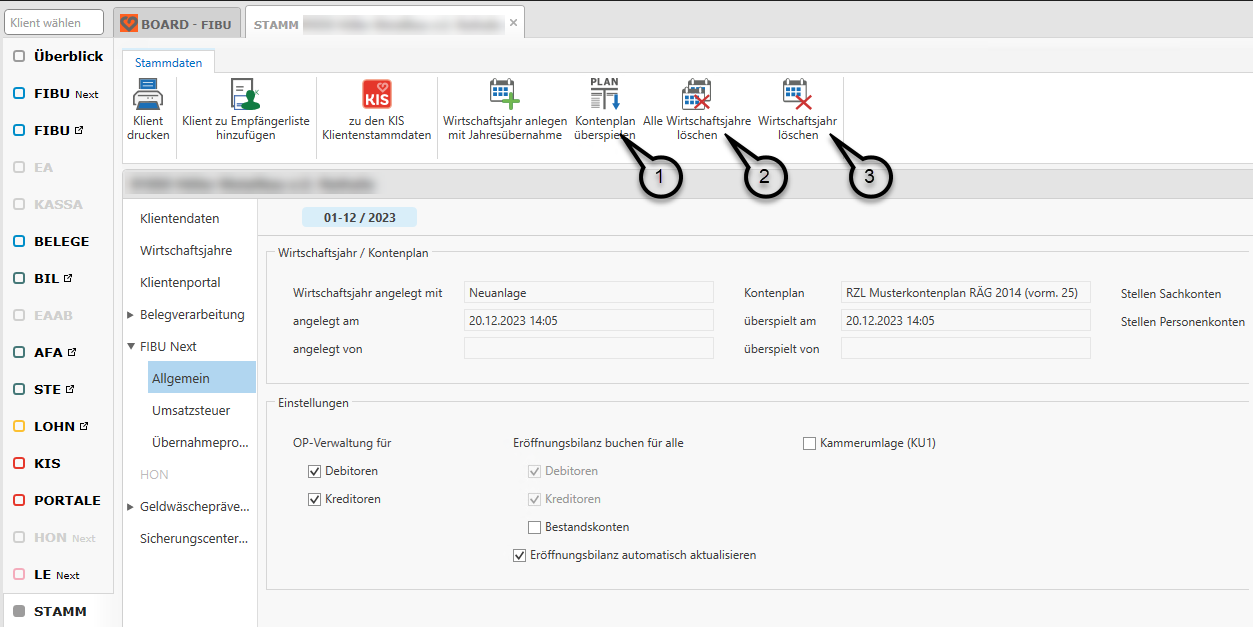 Klient wählen
BOARD - FIBU
STAMM
Überblick
FIBU Next
FIBU
EA
KASSA
BELEGE
BIL
EAAB
AFA
STE
LOHN
KIS
PORTALE
HON Next
LE Next
STAMM
Stammdaten
Klient
drucken
Klient zu Empfängerliste
hinzufügen
KIS
zu den KIS
Klientenstammdaten
Wirtschaftsjahr anlegen
mit Jahresübernahme
PLAN
Kontenplan
überspielen
Alle Wirtschaftsjahre
löschen
Wirtschaftsjahr
löschen
1
2
3
Klientendaten
Wirtschaftsjahre
Klientenportal
Belegverarbeitung
FIBU Next
Allgemein
Umsatzsteuer
Übernahmepro...
HON
Geldwäschepräve...
Sicherungscenter...
01-12 / 2023
Wirtschaftsjahr / Kontenplan
Wirtschaftsjahr angelegt mit Neuanlage Kontenplan RZL Musterkontenplan RÄG 2014 (vorm. 25) Stellen Sachkonten
angelegt am 20.12.2023 14:05 überspielt am 20.12.2023 14:05 Stellen Personenkonten
angelegt von überspielt von
Einstellungen
OP-Verwaltung für Eröffnungsbilanz buchen für alle Kammerumlage (KU1)
Debitoren Debitoren
Kreditoren Kreditoren
Bestandskonten
Eröffnungsbilanz automatisch aktualisieren